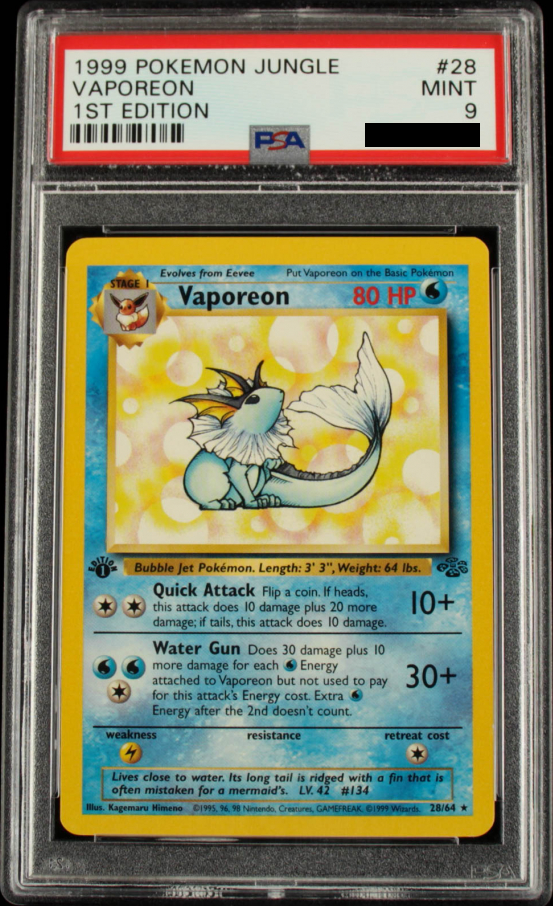 1999 POKEMON JUNGLE #28
VAPOREON MINT
1ST EDITION 9
PSA
Evolves from Eevee Put Vaporeon on the Basic Pokémon
STAGE 1
Vaporeon 80 HP
EDITION 1
Bubble Jet Pokémon. Length: 3' 3", Weight: 64 lbs.
Quick Attack Flip a coin. If heads,
this attack does 10 damage plus 20 more
damage; if tails, this attack does 10 damage.
10+
Water Gun Does 30 damage plus 10
more damage for each Energy
attached to Vaporeon but not used to pay
for this attack's Energy cost. Extra
Energy after the 2nd doesn't count.
30+
weakness resistance retreat cost
Lives close to water. Its long tail is ridged with a fin that is
often mistaken for a mermaid's. LV. 42 #134
Illus. Kagemaru Himeno ©1995, 96, 98 Nintendo, Creatures, GAMEFREAK. ©1999 Wizards. 28/64 ★